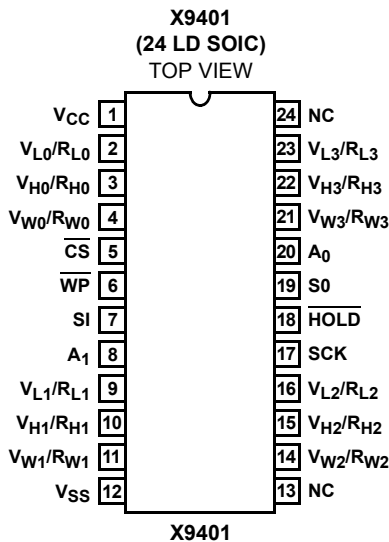 X9401
(24 LD SOIC)
TOP VIEW
VCC 1 24 NC
VL0/RL0 2 23 VL3/RL3
VH0/RH0 3 22 VH3/RH3
VW0/RW0 4 21 VW3/RW3
CS 5 20 A0
WP 6 19 S0
SI 7 18 HOLD
A1 8 17 SCK
VL1/RL1 9 16 VL2/RL2
VH1/RH1 10 15 VH2/RH2
VW1/RW1 11 14 VW2/RW2
VSS 12 13 NC
X9401